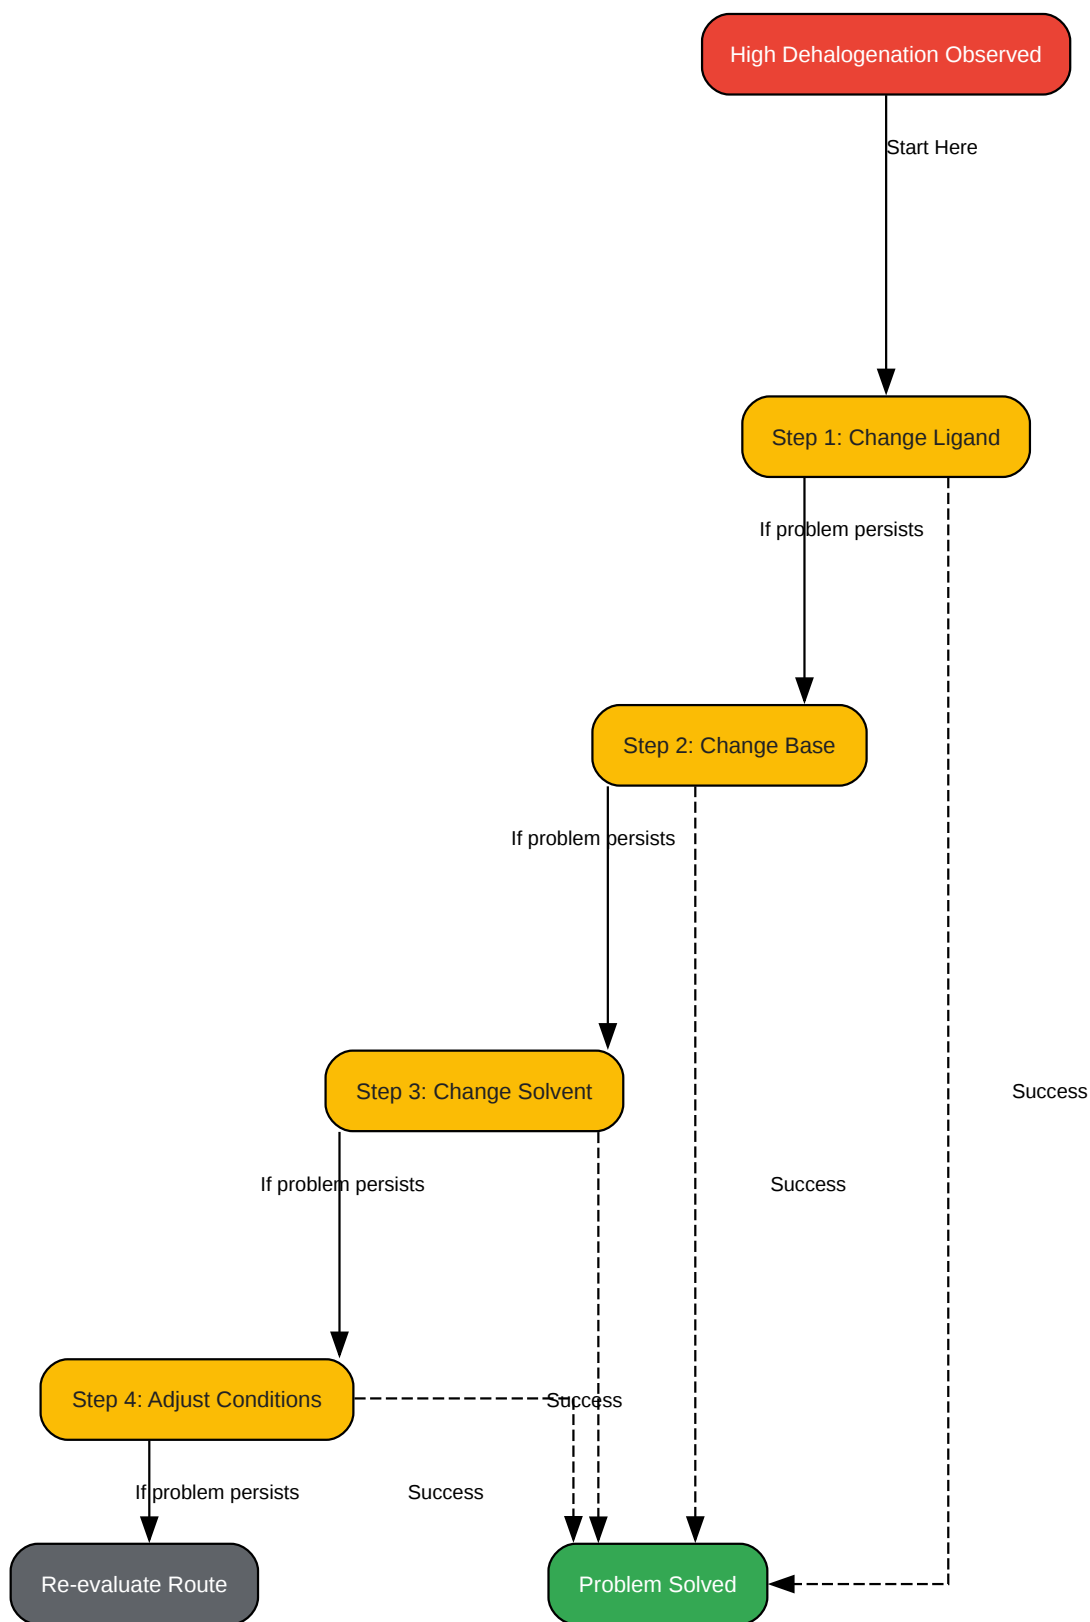 High Dehalogenation Observed
Start Here
Step 1: Change Ligand
If problem persists
Step 2: Change Base
If problem persists
Step 3: Change Solvent
Success
If problem persists
Success
Step 4: Adjust Conditions
Success
If problem persists
Success
Re-evaluate Route
Problem Solved